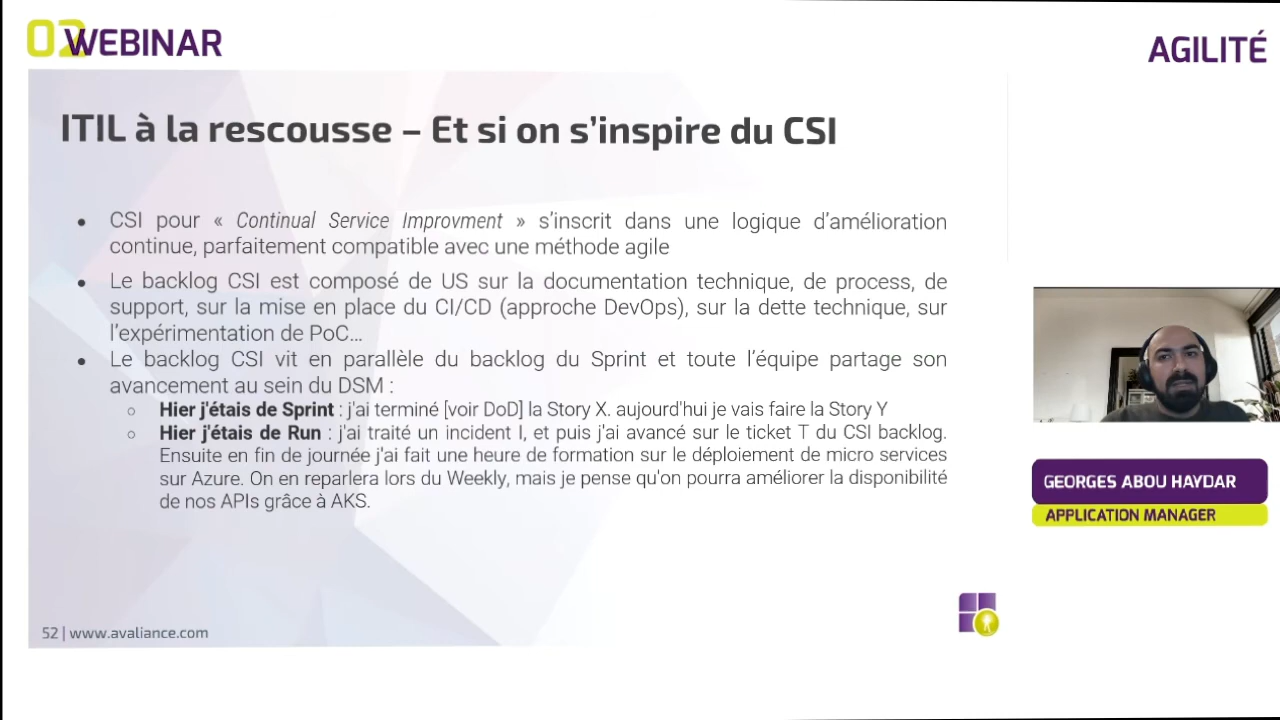 02 WEBINAR
AGILITÉ
ITIL à la rescousse – Et si on s’inspire du CSI
• CSI pour « Continual Service Improvment » s’inscrit dans une logique d’amélioration
continue, parfaitement compatible avec une méthode agile
• Le backlog CSI est composé de US sur la documentation technique, de process, de
support, sur la mise en place du CI/CD (approche DevOps), sur la dette technique, sur
l’expérimentation de PoC...
• Le backlog CSI vit en parallèle du backlog du Sprint et toute l’équipe partage son
avancement au sein du DSM :
○ Hier j'étais de Sprint : j'ai terminé [voir DoD] la Story X. aujourd'hui je vais faire la Story Y
○ Hier j'étais de Run : j'ai traité un incident I, et puis j'ai avancé sur le ticket T du CSI backlog.
Ensuite en fin de journée j'ai fait une heure de formation sur le déploiement de micro services
sur Azure. On en reparlera lors du Weekly, mais je pense qu'on pourra améliorer la disponibilité
de nos APIs grâce à AKS.
GEORGES ABOU HAYDAR
APPLICATION MANAGER
52 | www.avaliance.com